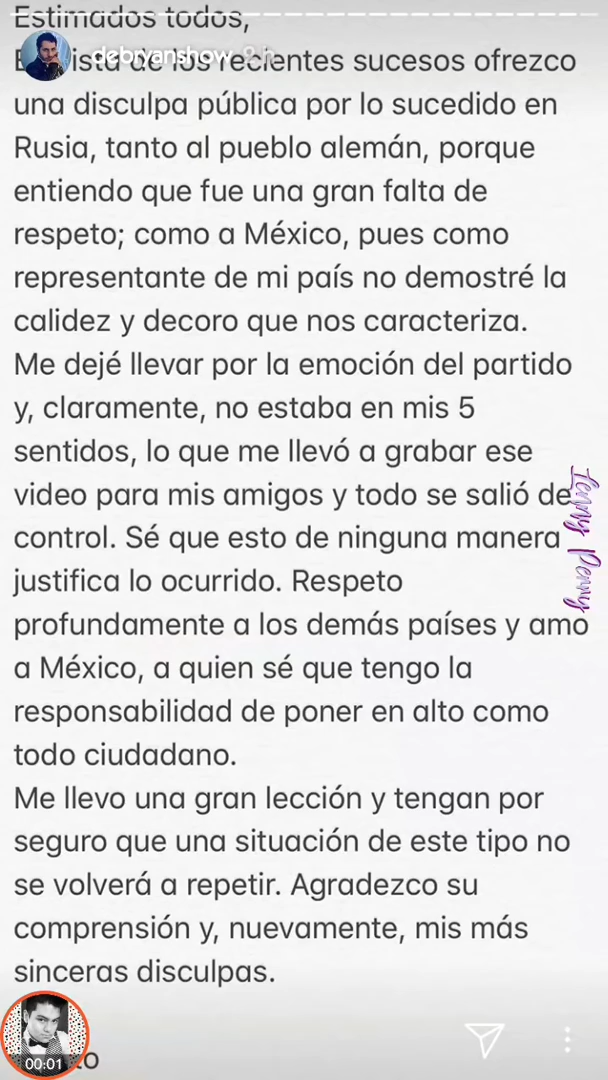 Estimados todos,
debryanshow 9 h
vista de los recientes sucesos ofrezco
una disculpa pública por lo sucedido en
Rusia, tanto al pueblo alemán, porque
entiendo que fue una gran falta de
respeto; como a México, pues como
representante de mi país no demostré la
calidez y decoro que nos caracteriza.
Me dejé llevar por la emoción del partido
y, claramente, no estaba en mis 5
sentidos, lo que me llevó a grabar ese
video para mis amigos y todo se salió de
control. Sé que esto de ninguna manera
justifica lo ocurrido. Respeto
profundamente a los demás países y amo
a México, a quien sé que tengo la
responsabilidad de poner en alto como
todo ciudadano.
Me llevo una gran lección y tengan por
seguro que una situación de este tipo no
se volverá a repetir. Agradezco su
comprensión y, nuevamente, mis más
sinceras disculpas.
Jenny Penny
00:01